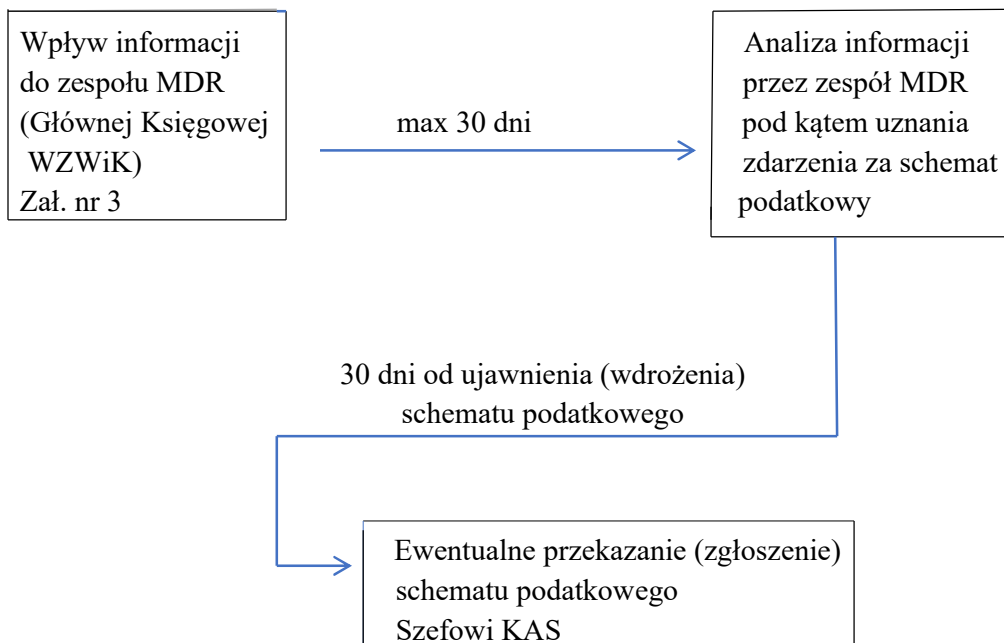 Wpływ informacji
do zespołu MDR
(Głównej Księgowej
WZWiK)
Zał. nr 3
max 30 dni
Analiza informacji
przez zespół MDR
pod kątem uznania
zdarzenia za schemat
podatkowy
30 dni od ujawnienia (wdrożenia)
schematu podatkowego
Ewentualne przekazanie (zgłoszenie)
schematu podatkowego
Szefowi KAS